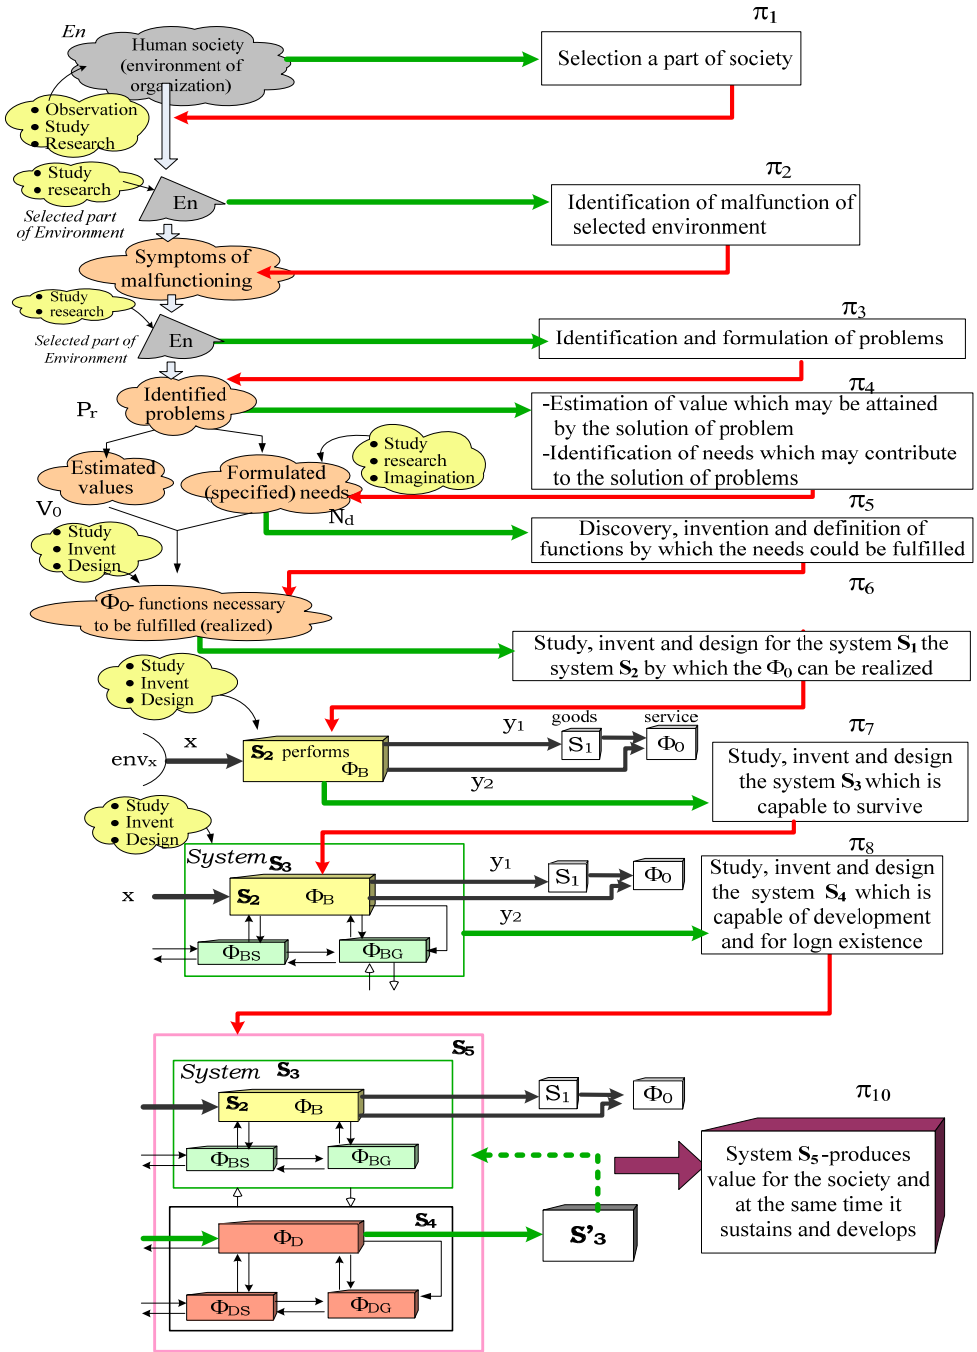 π1
En
Human society
(environment of
organization)
Selection a part of society
Observation
Study
Research
π2
Study
research
En
Selected part
of Environment
Identification of malfunction of
selected environment
Symptoms of
malfunctioning
Study
research
π3
Selected part of
Environment
En
Identification and formulation of problems
Pr
Identified
problems
π4
-Estimation of value which may be attained
by the solution of problem
-Identification of needs which may contribute
to the solution of problems
Estimated
values
Formulated
(specified) needs
Study
research
Imagination
V0
Nd
π5
Study
Invent
Design
Discovery, invention and definition of
functions by which the needs could be fulfilled
π6
Φ0- functions necessary
to be fulfilled (realized)
Study, invent and design for the system S1 the
system S2 by which the Φ0 can be realized
Study
Invent
Design
goods
service
y1
S1
Φ0
π7
envx
x
S2 performs
ΦB
y2
Study, invent and design
the system S3 which is
capable to survive
Study
Invent
Design
π8
System S3
y1
S1
Φ0
x
S2
ΦB
y2
ΦBS
ΦBG
Study, invent and design
the system S4 which is
capable of development
and for logn existence
S5
System S3
S2
ΦB
S1
Φ0
ΦBS
ΦBG
π10
System S5-produces
value for the society and
at the same time it
sustains and develops
S4
ΦD
S'3
ΦDS
ΦDG